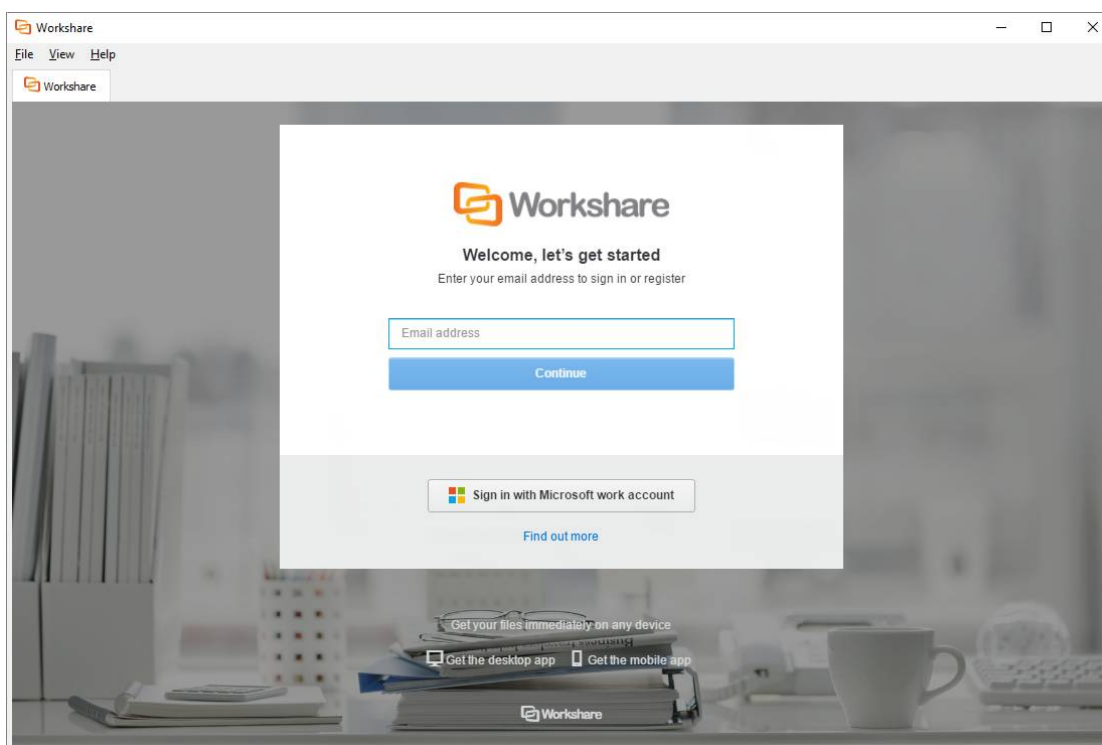 Workshare
File View Help
Workshare
Workshare
Welcome, let's get started
Enter your email address to sign in or register
Email address
Continue
Sign in with Microsoft work account
Find out more
Get your files immediately on any device
Business
Get the desktop app Get the mobile app
Workshare